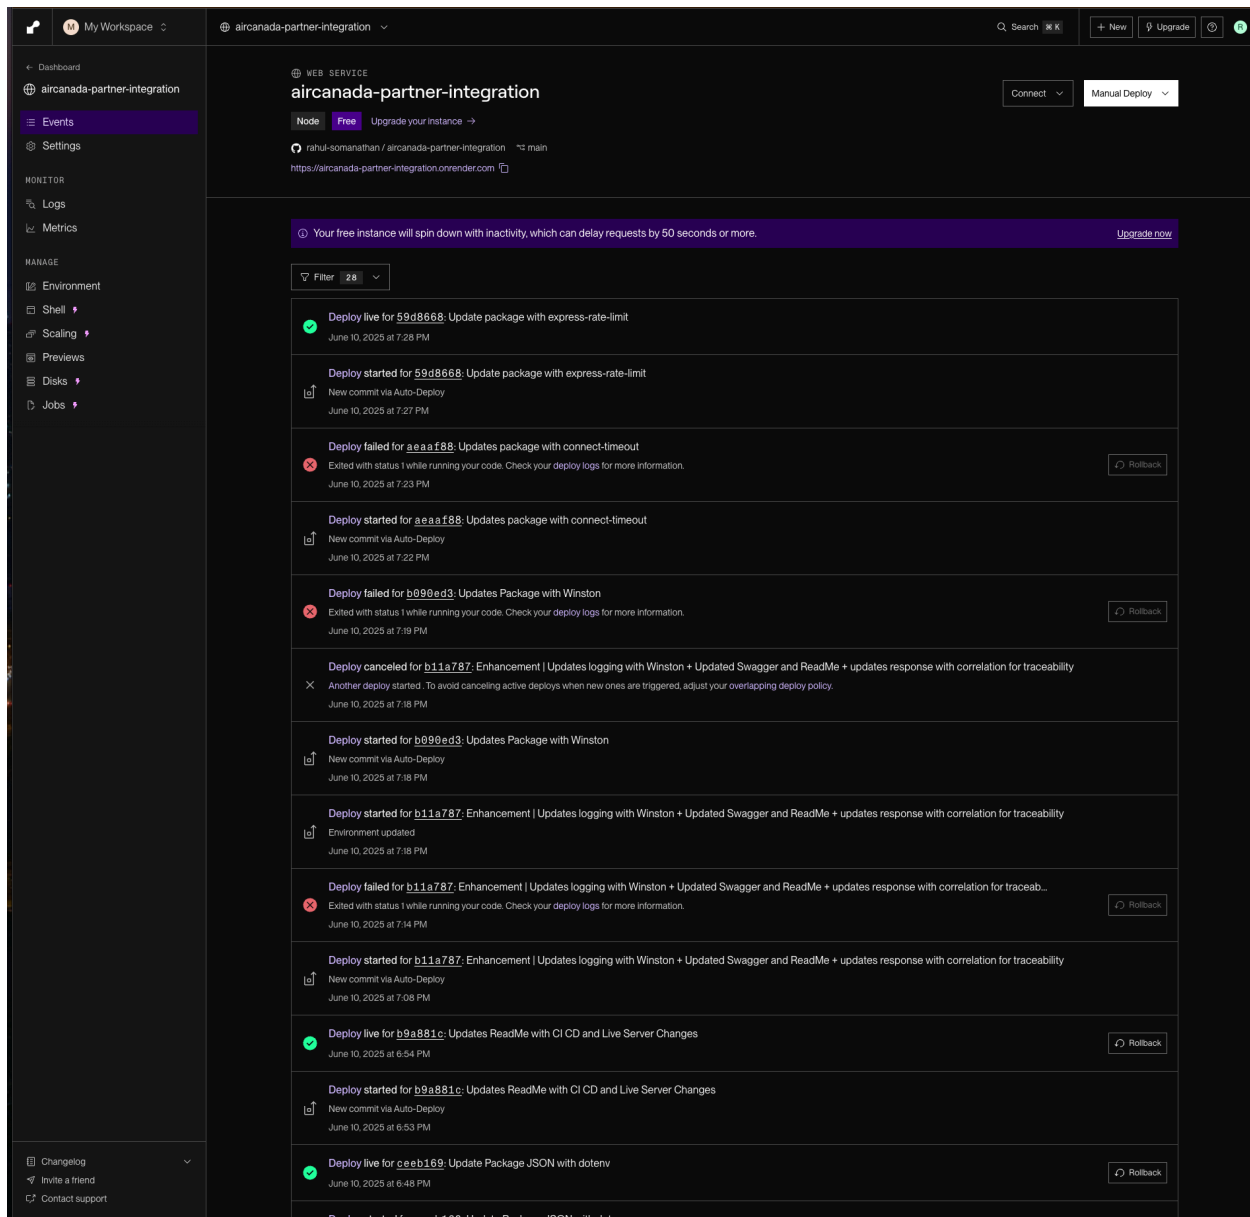 M My Workspace
aircanada-partner-integration
Search ⌘ K
+ New
Upgrade
R
← Dashboard
aircanada-partner-integration
Events
Settings
MONITOR
Logs
Metrics
MANAGE
Environment
Shell
Scaling
Previews
Disks
Jobs
Changelog
Invite a friend
Contact support
WEB SERVICE
aircanada-partner-integration
Connect
Manual Deploy
Node Free Upgrade your instance →
rahul-somanathan / aircanada-partner-integration main
https://aircanada-partner-integration.onrender.com
Your free instance will spin down with inactivity, which can delay requests by 50 seconds or more. Upgrade now
Filter 28
Deploy live for 59d8668: Update package with express-rate-limit
June 10, 2025 at 7:28 PM
Deploy started for 59d8668: Update package with express-rate-limit
New commit via Auto-Deploy
June 10, 2025 at 7:27 PM
Deploy failed for aeaaf88: Updates package with connect-timeout
Exited with status 1 while running your code. Check your deploy logs for more information.
Rollback
June 10, 2025 at 7:23 PM
Deploy started for aeaaf88: Updates package with connect-timeout
New commit via Auto-Deploy
June 10, 2025 at 7:22 PM
Deploy failed for b090ed3: Updates Package with Winston
Exited with status 1 while running your code. Check your deploy logs for more information.
Rollback
June 10, 2025 at 7:19 PM
Deploy canceled for b11a787: Enhancement | Updates logging with Winston + Updated Swagger and ReadMe + updates response with correlation for traceability
Another deploy started . To avoid canceling active deploys when new ones are triggered, adjust your overlapping deploy policy.
June 10, 2025 at 7:18 PM
Deploy started for b090ed3: Updates Package with Winston
New commit via Auto-Deploy
June 10, 2025 at 7:18 PM
Deploy started for b11a787: Enhancement | Updates logging with Winston + Updated Swagger and ReadMe + updates response with correlation for traceability
Environment updated
June 10, 2025 at 7:18 PM
Deploy failed for b11a787: Enhancement | Updates logging with Winston + Updated Swagger and ReadMe + updates response with correlation for traceab...
Exited with status 1 while running your code. Check your deploy logs for more information.
Rollback
June 10, 2025 at 7:14 PM
Deploy started for b11a787: Enhancement | Updates logging with Winston + Updated Swagger and ReadMe + updates response with correlation for traceability
New commit via Auto-Deploy
June 10, 2025 at 7:08 PM
Deploy live for b9a881c: Updates ReadMe with CI CD and Live Server Changes
Rollback
June 10, 2025 at 6:54 PM
Deploy started for b9a881c: Updates ReadMe with CI CD and Live Server Changes
New commit via Auto-Deploy
June 10, 2025 at 6:53 PM
Deploy live for ceeb169: Update Package JSON with dotenv
Rollback
June 10, 2025 at 6:48 PM